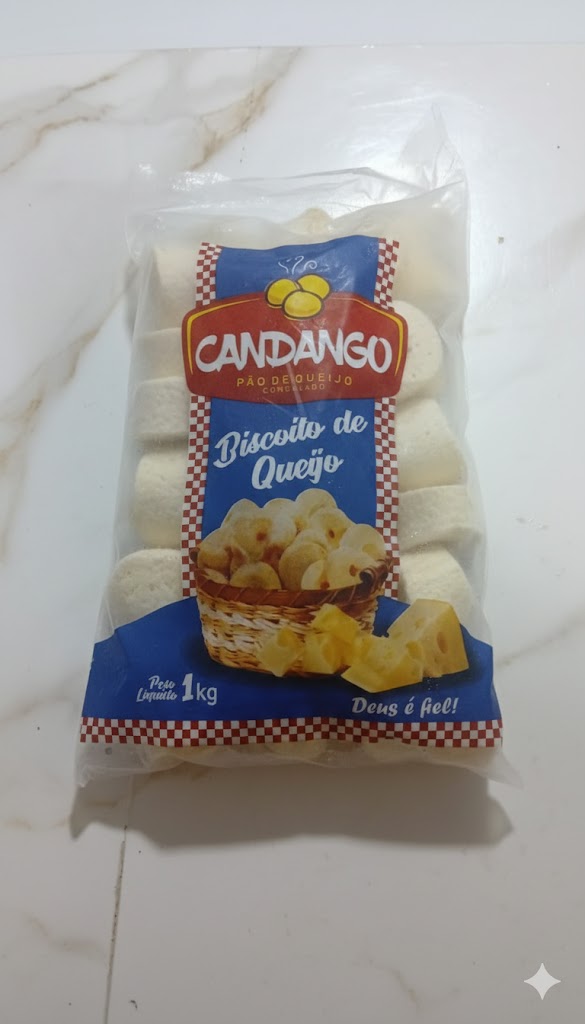 CANDANGO
PÃO DE QUEIJO
CONGELADO
Biscoito de
Queijo
Peso
Líquido 1kg
Deus é fiel!